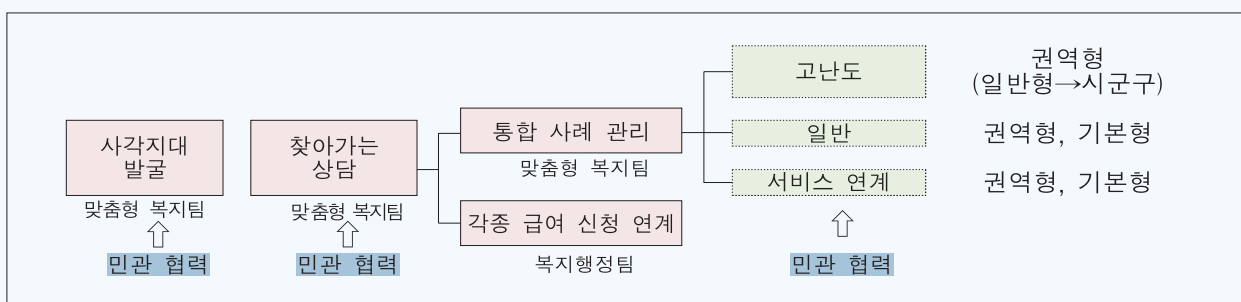 사각지대
발굴
맞춤형 복지팀
민관 협력
찾아가는
상담
맞춤형 복지팀
민관 협력
통합 사례 관리
맞춤형 복지팀
각종 급여 신청 연계
복지행정팀
고난도
일반
서비스 연계
민관 협력
권역형
(일반형→시군구)
권역형, 기본형
권역형, 기본형